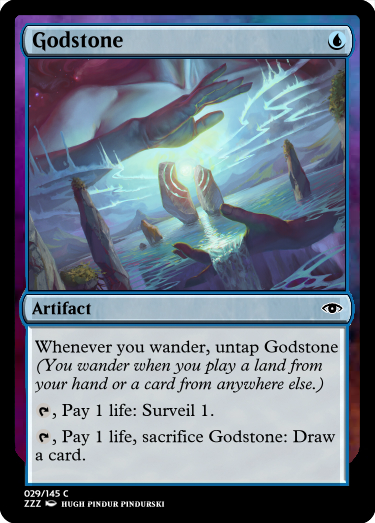 Godstone
Artifact
Whenever you wander, untap Godstone
(You wander when you play a land from
your hand or a card from anywhere else.)
, Pay 1 life: Surveil 1.
, Pay 1 life, sacrifice Godstone: Draw
a card.
029/145 C
ZZZ HUGH PINDUR PINDURSKI